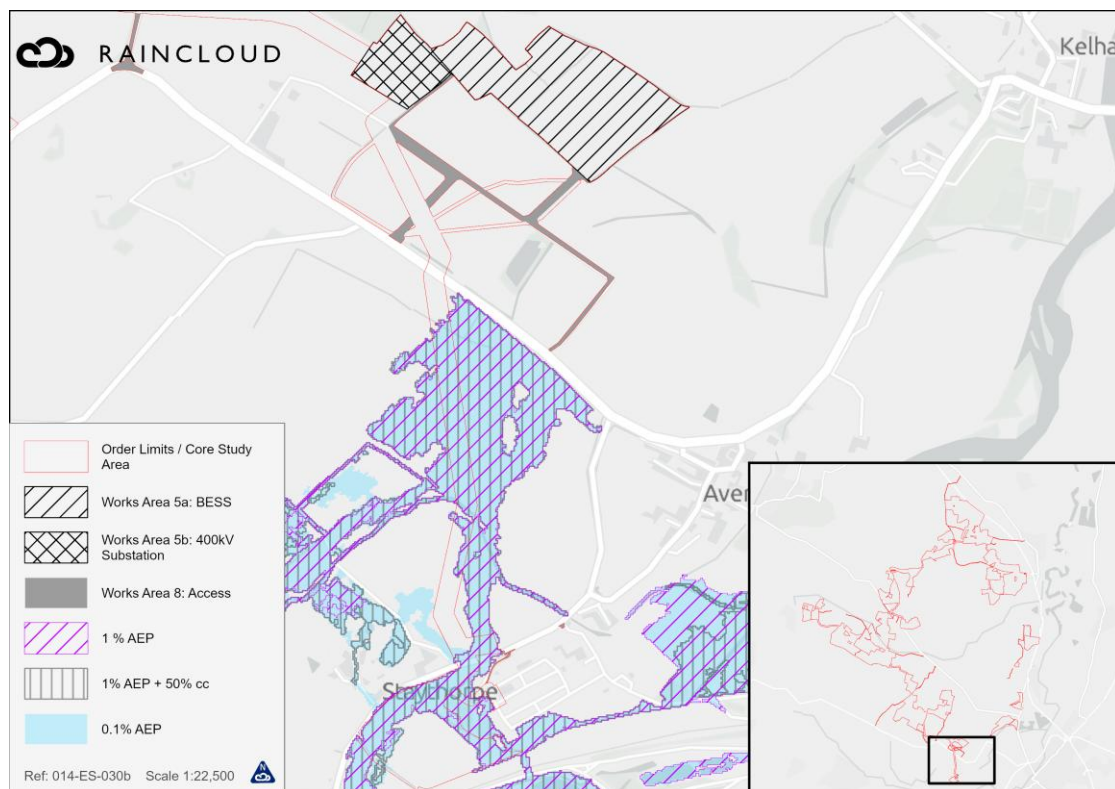 RAINCLOUD
Kelha
Aver
Staythorpe
Order Limits / Core Study
Area
Works Area 5a: BESS
Works Area 5b: 400kV
Substation
Works Area 8: Access
1 % AEP
1% AEP + 50% cc
0.1% AEP
Ref: 014-ES-030b Scale 1:22,500
N